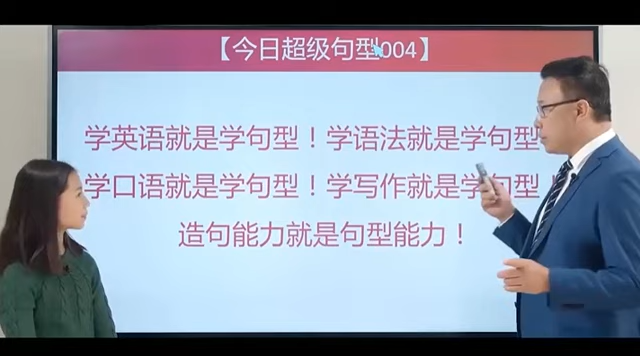 【今日超级句型004】
学英语就是学句型！学语法就是学句型
学口语就是学句型！学写作就是学句型！
造句能力就是句型能力！